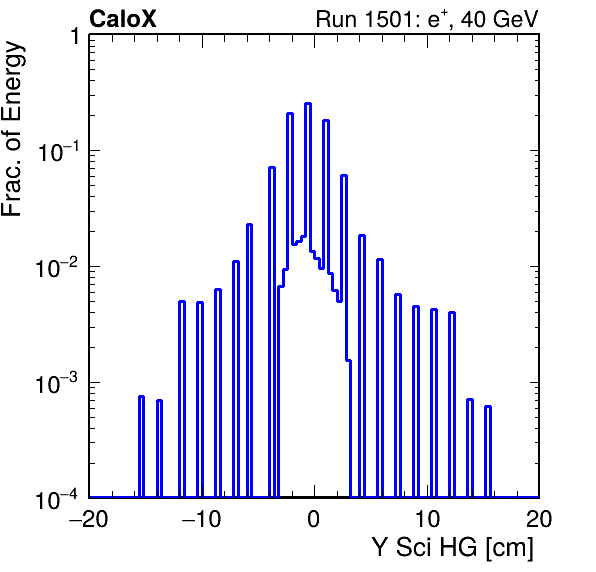 CaloX Run 1501: e⁺, 40 GeV
Frac. of Energy
1
10⁻¹
10⁻²
10⁻³
10⁻⁴
−20 −10 0 10 20
Y Sci HG [cm]